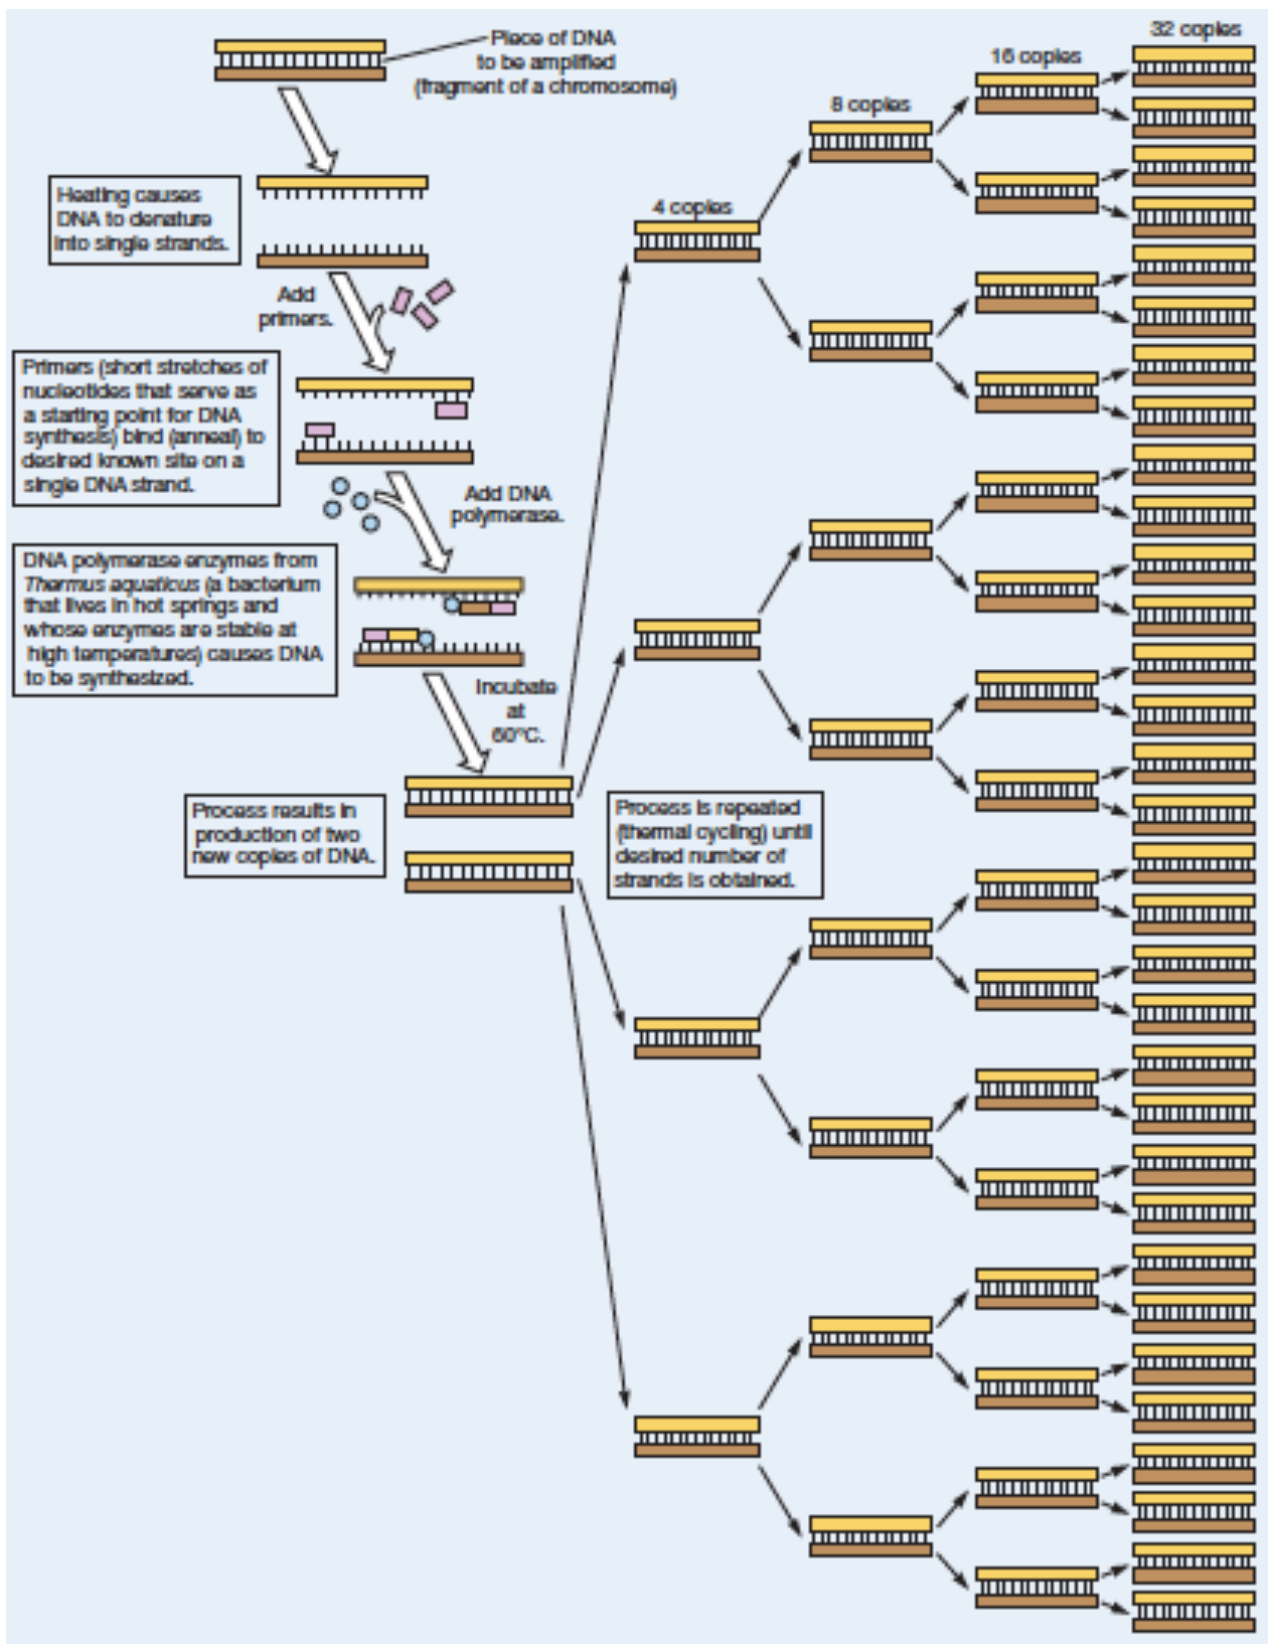 Piece of DNA
to be amplified
(fragment of a chromosome)
Heating causes
DNA to denature
into single strands.
Add
primers.
Primers (short stretches of
nucleotides that serve as
a starting point for DNA
synthesis) bind (anneal) to
desired known site on a
single DNA strand.
Add DNA
polymerase.
DNA polymerase enzymes from
Thermus aquaticus (a bacterium
that lives in hot springs and
whose enzymes are stable at
high temperatures) causes DNA
to be synthesized.
Incubate
at
60°C.
Process results in
production of two
new copies of DNA.
Process is repeated
(thermal cycling) until
desired number of
strands is obtained.
4 copies
8 copies
16 copies
32 copies